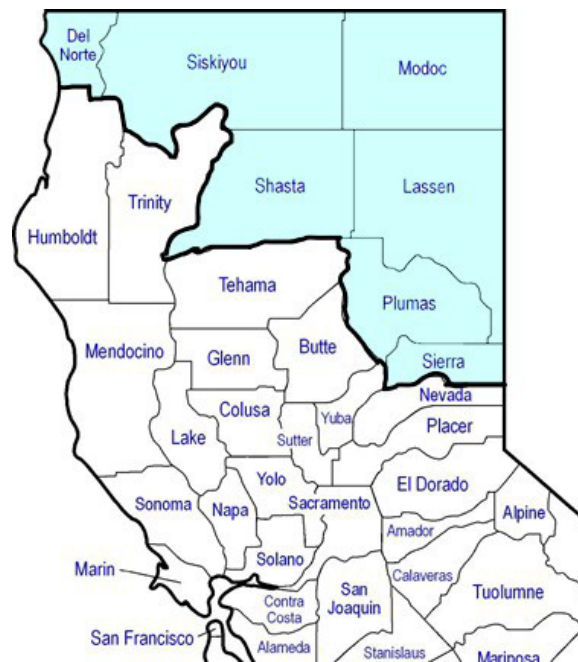 Del
Norte
Siskiyou
Modoc
Shasta
Lassen
Trinity
Humboldt
Tehama
Plumas
Mendocino
Glenn
Butte
Sierra
Nevada
Colusa
Yuba
Placer
Lake
Sutter
Yolo
El Dorado
Sonoma
Napa
Sacramento
Alpine
Amador
Solano
Marin
Calaveras
Tuolumne
San
Joaquin
Contra
Costa
San Francisco
Alameda
Stanislaus
Mariposa